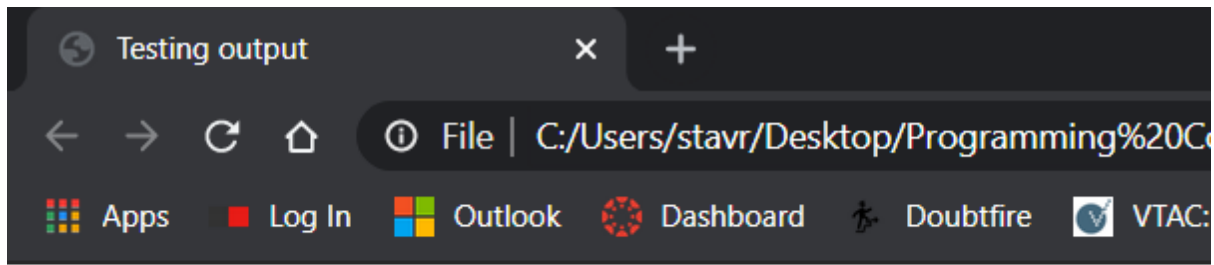 Testing output
File | C:/Users/stavr/Desktop/Programming%20C
Apps Log In Outlook Dashboard Doubtfire VTAC: